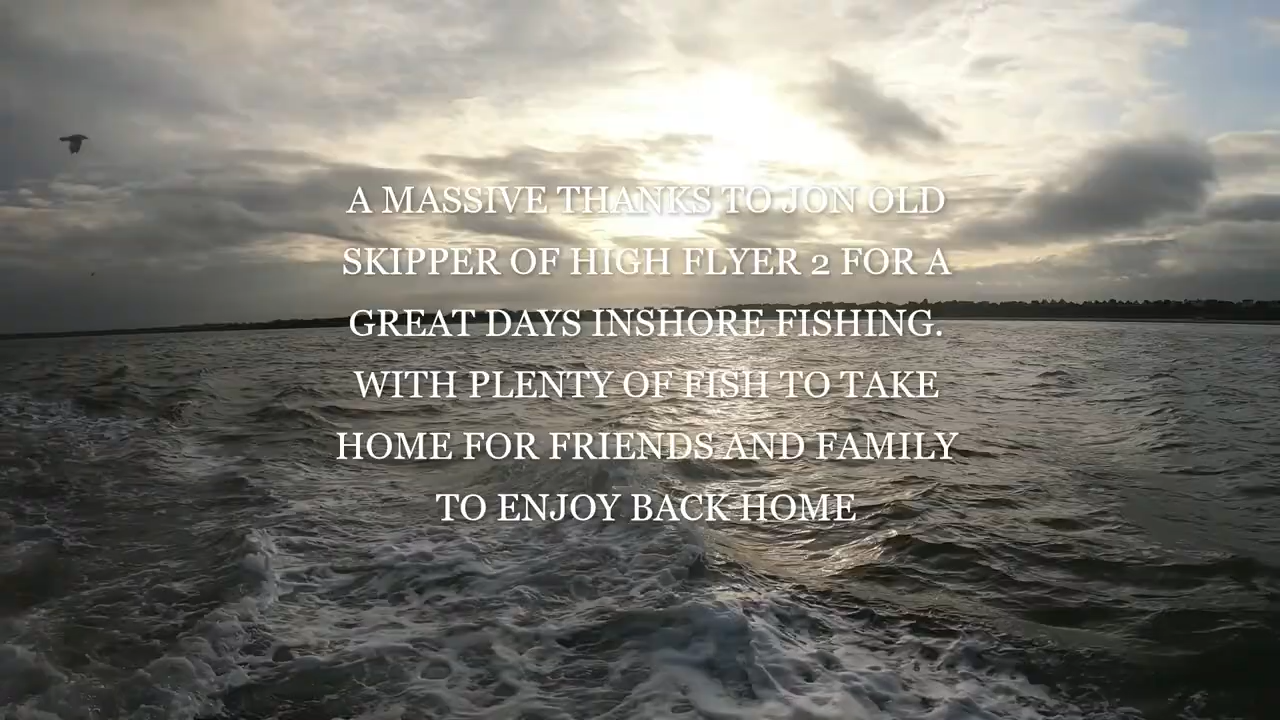 A MASSIVE THANKS TO JON OLD
SKIPPER OF HIGH FLYER 2 FOR A
GREAT DAYS INSHORE FISHING.
WITH PLENTY OF FISH TO TAKE
HOME FOR FRIENDS AND FAMILY
TO ENJOY BACK HOME